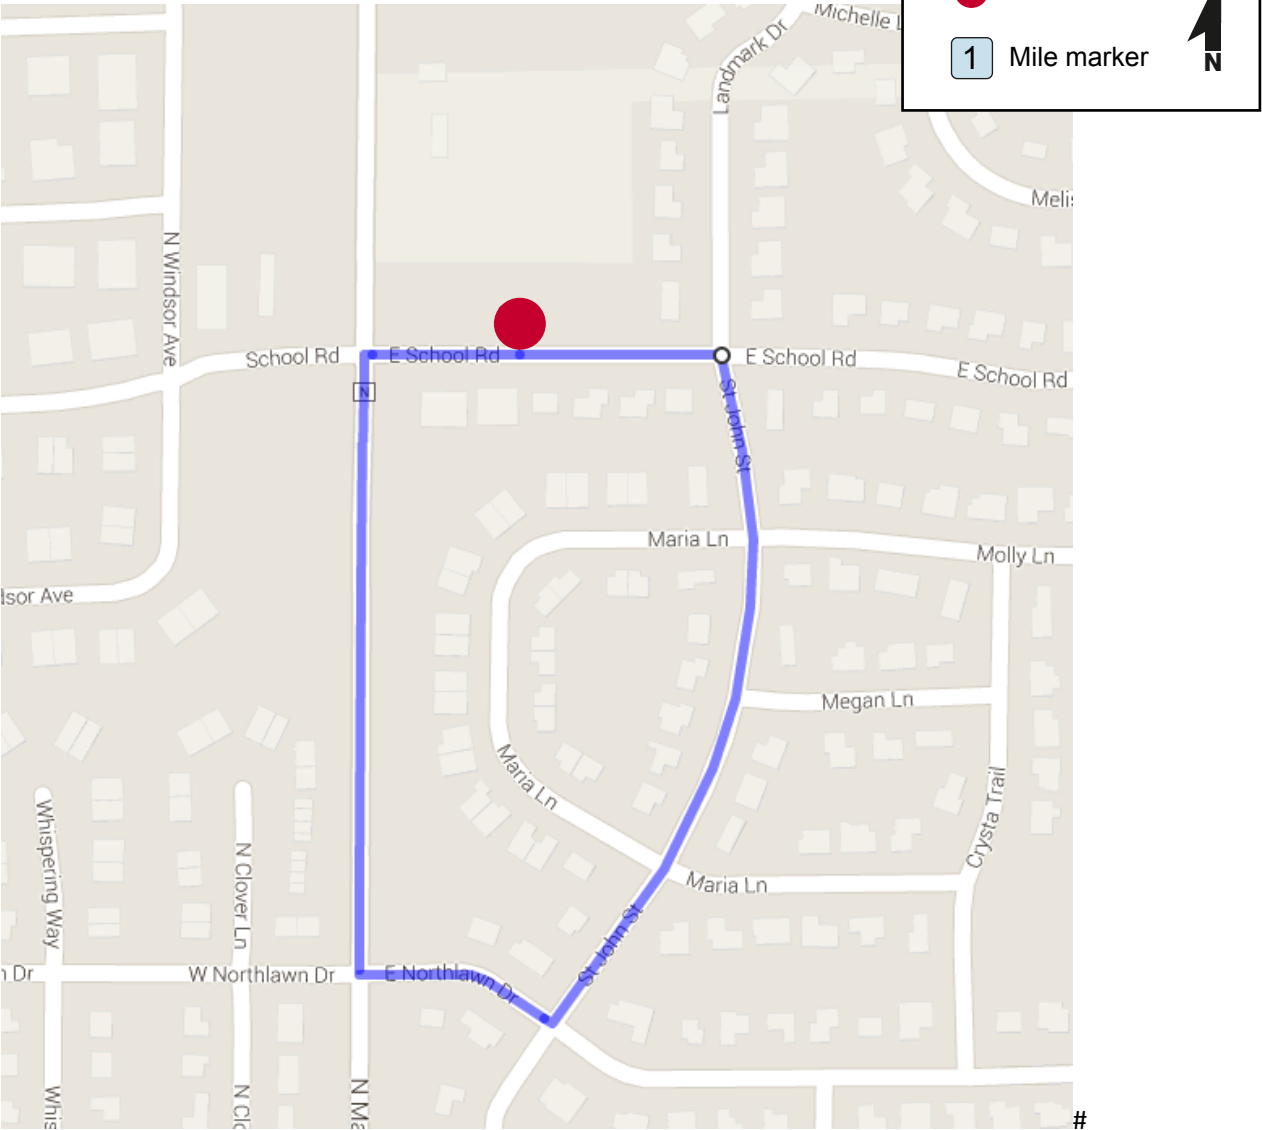 Michelle L
Landmark Dr
1 Mile marker
N
Melis
N Windsor Ave
School Rd
E School Rd
E School Rd
E School Rd
N
St John St
Maria Ln
Molly Ln
dsor Ave
Megan Ln
Maria Ln
Crysta Trail
Whispering Way
N Clover Ln
Maria Ln
St John St
n Dr
W Northlawn Dr
E Northlawn Dr
Whis
N Clo
N Ma
#